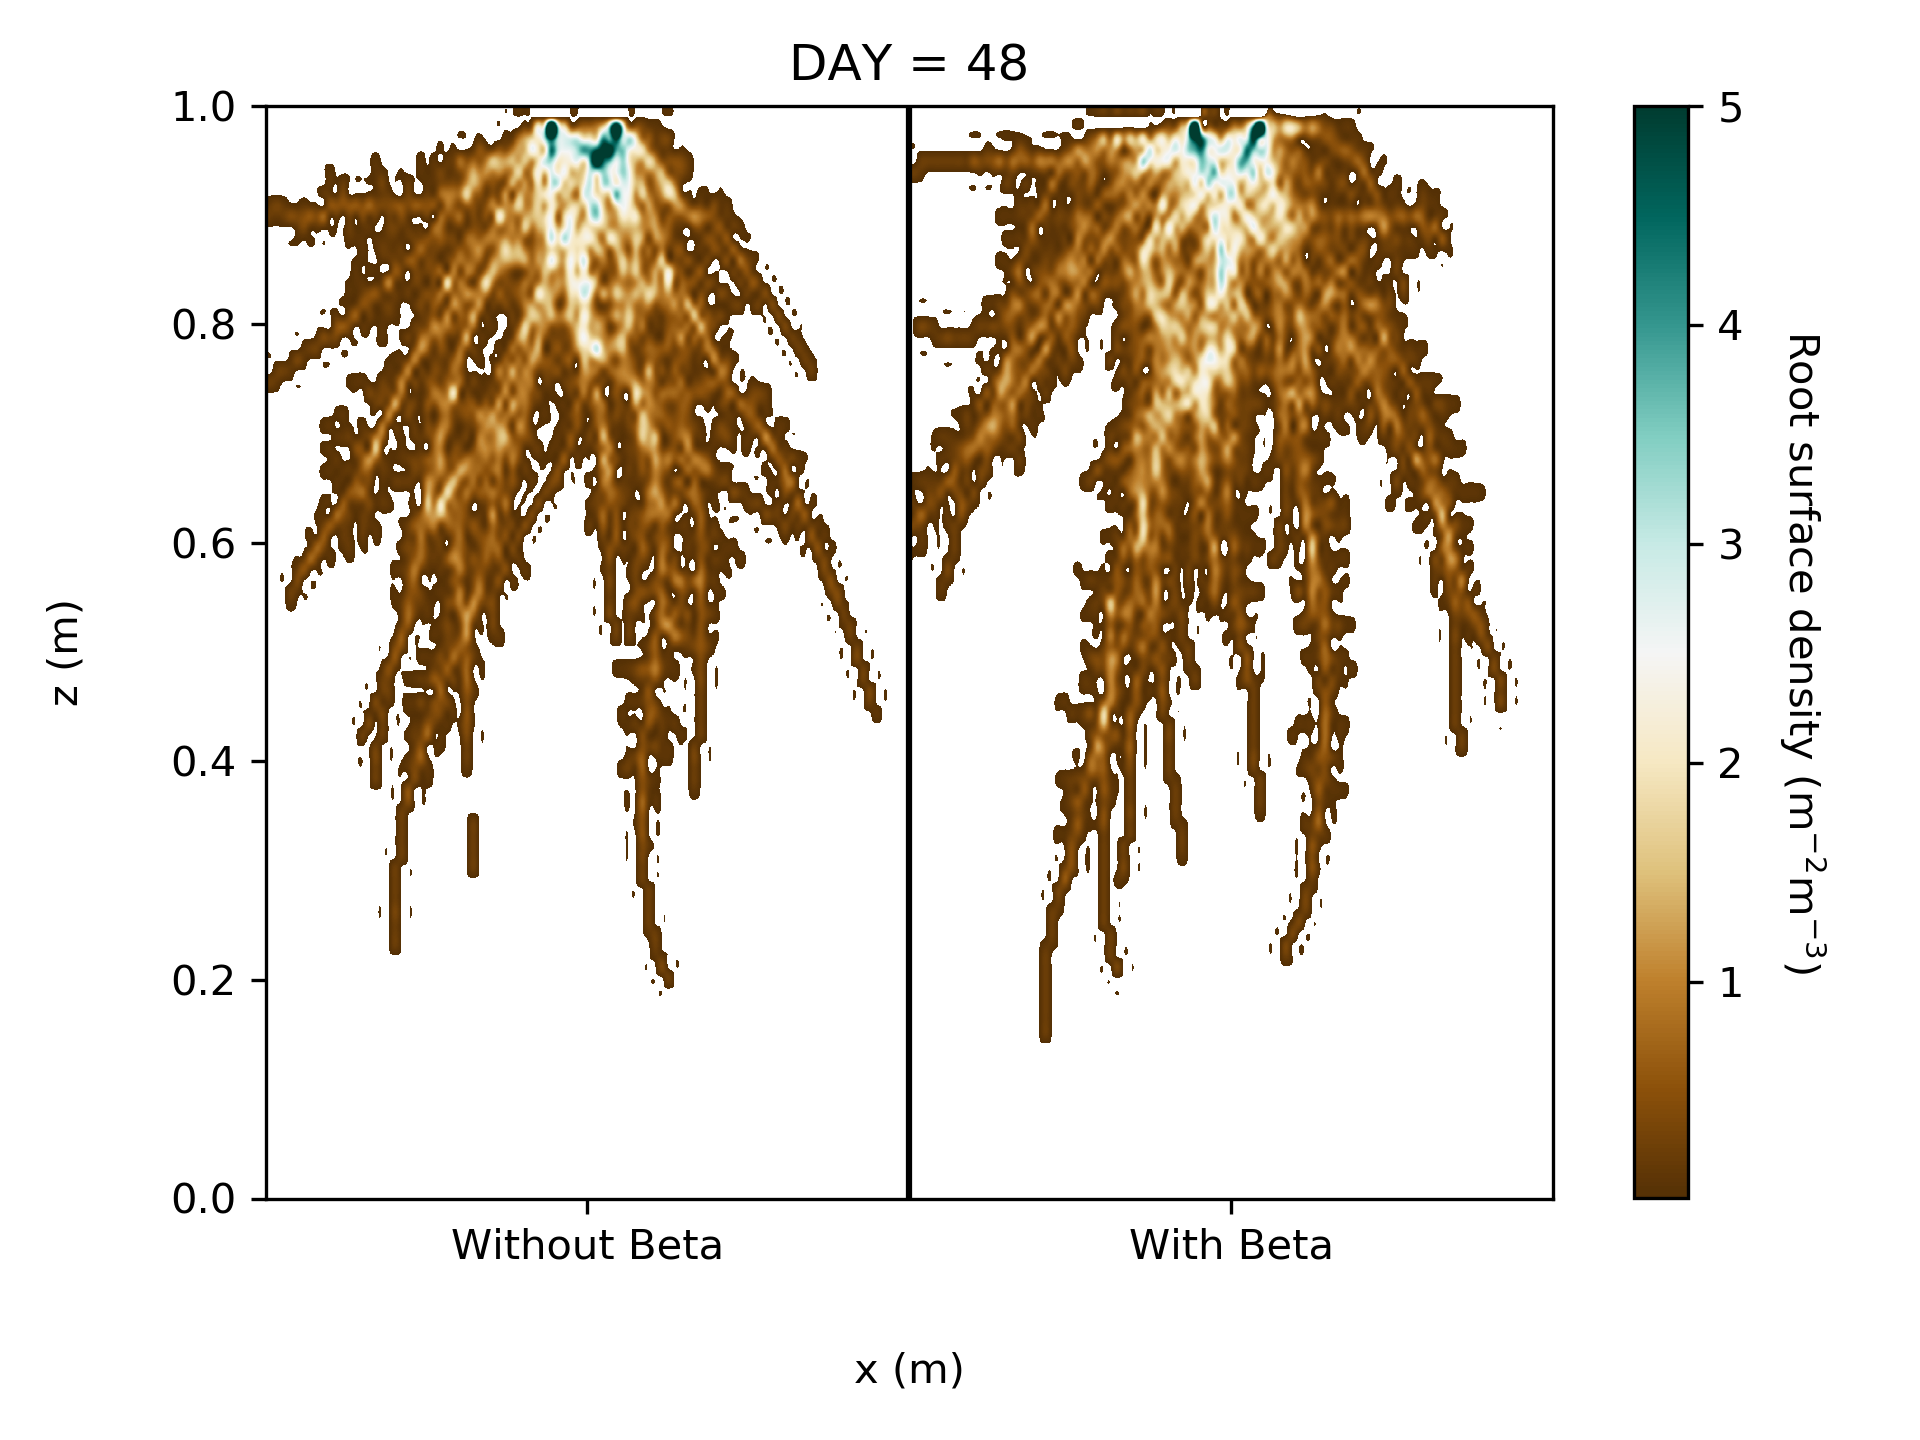 DAY = 48
1.0
0.8
0.6
0.4
0.2
0.0
z (m)
Without Beta
With Beta
x (m)
5
4
3
2
1
Root surface density (m⁻²m⁻³)